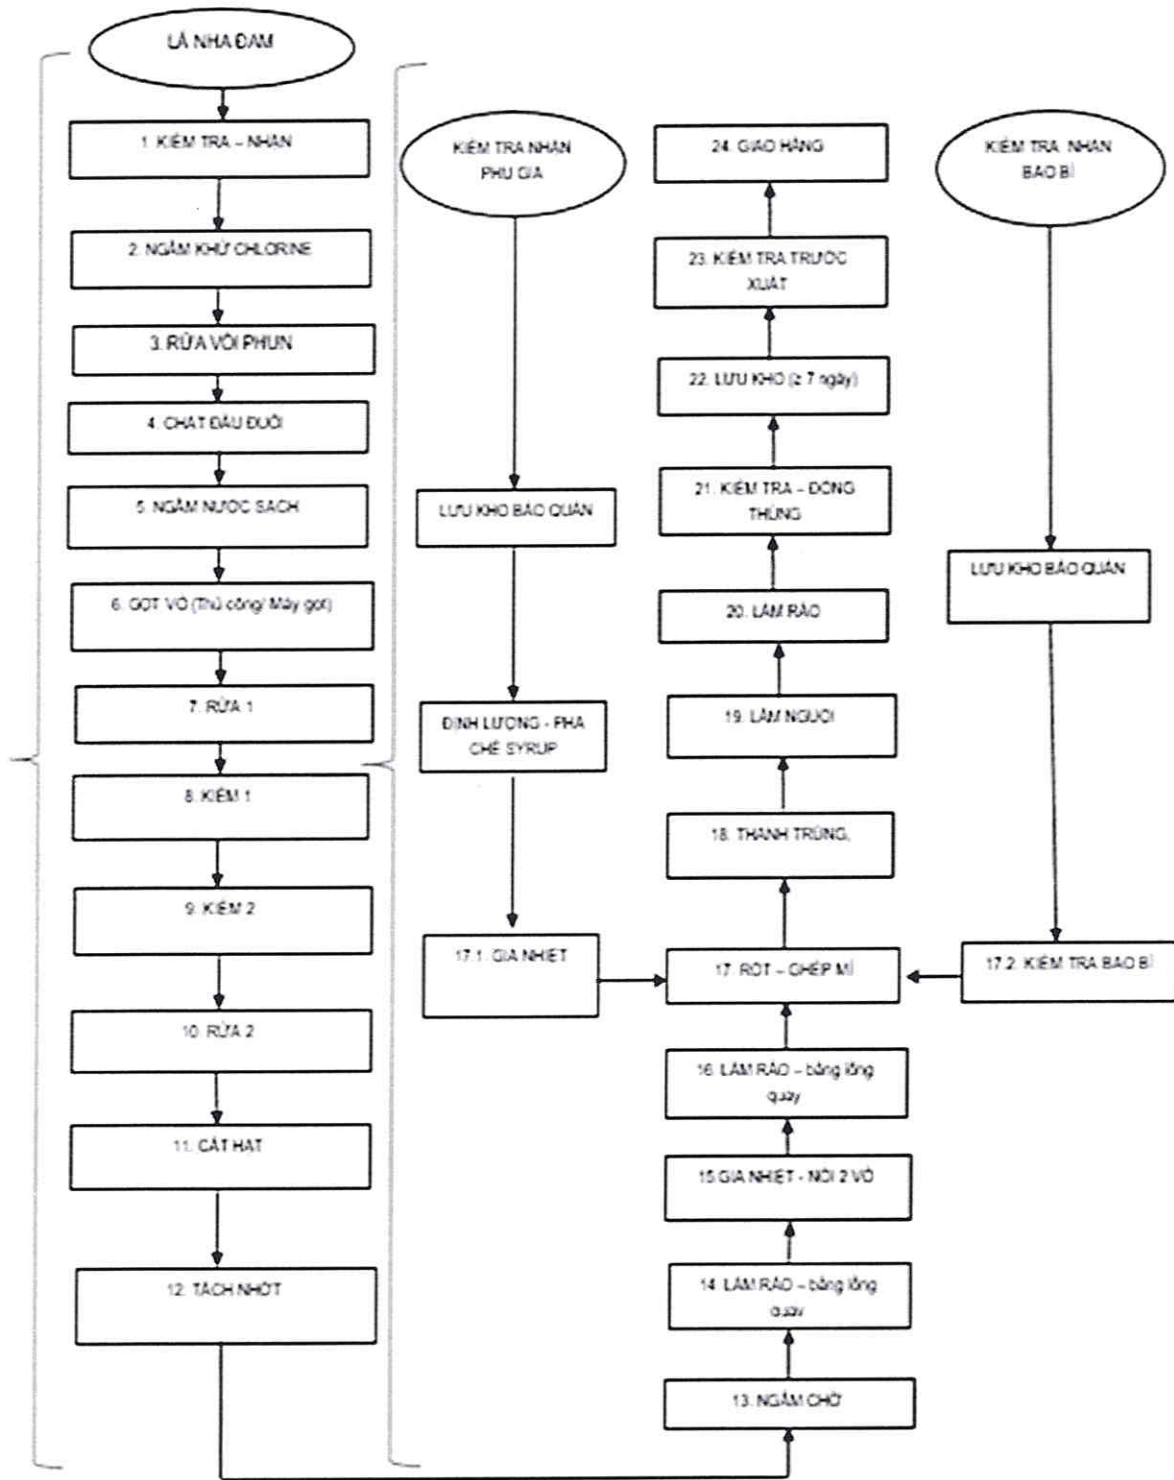 LÁ NHA ĐAM
1. KIỂM TRA – NHẬN
2. NGÂM KHỬ CHLORINE
3. RỬA VÒI PHUN
4. CHẶT ĐẦU ĐUÔI
5. NGÂM NƯỚC SẠCH
6. GỌT VỎ (Thủ công/ Máy gọt)
7. RỬA 1
8. KIỂM 1
9. KIỂM 2
10. RỬA 2
11. CẮT HẠT
12. TÁCH NHỚT
KIỂM TRA NHẬN
PHỤ GIA
LƯU KHO BẢO QUẢN
ĐỊNH LƯỢNG - PHA
CHẾ SYRUP
17.1. GIA NHIỆT
24. GIAO HÀNG
23. KIỂM TRA TRƯỚC
XUẤT
22. LƯU KHO (≥ 7 ngày)
21. KIỂM TRA – ĐÓNG
THÙNG
20. LÀM RÁO
19. LÀM NGUỘI
18. THANH TRÙNG,
17. RÓT – GHÉP MÍ
16. LÀM RÁO – bằng lồng
quay
15.GIA NHIỆT - NỒI 2 VỎ
14. LÀM RÁO – bằng lồng
quay
13. NGÂM CHỜ
KIỂM TRA NHẬN
BAO BÌ
LƯU KHO BẢO QUẢN
17.2. KIỂM TRA BAO BÌ